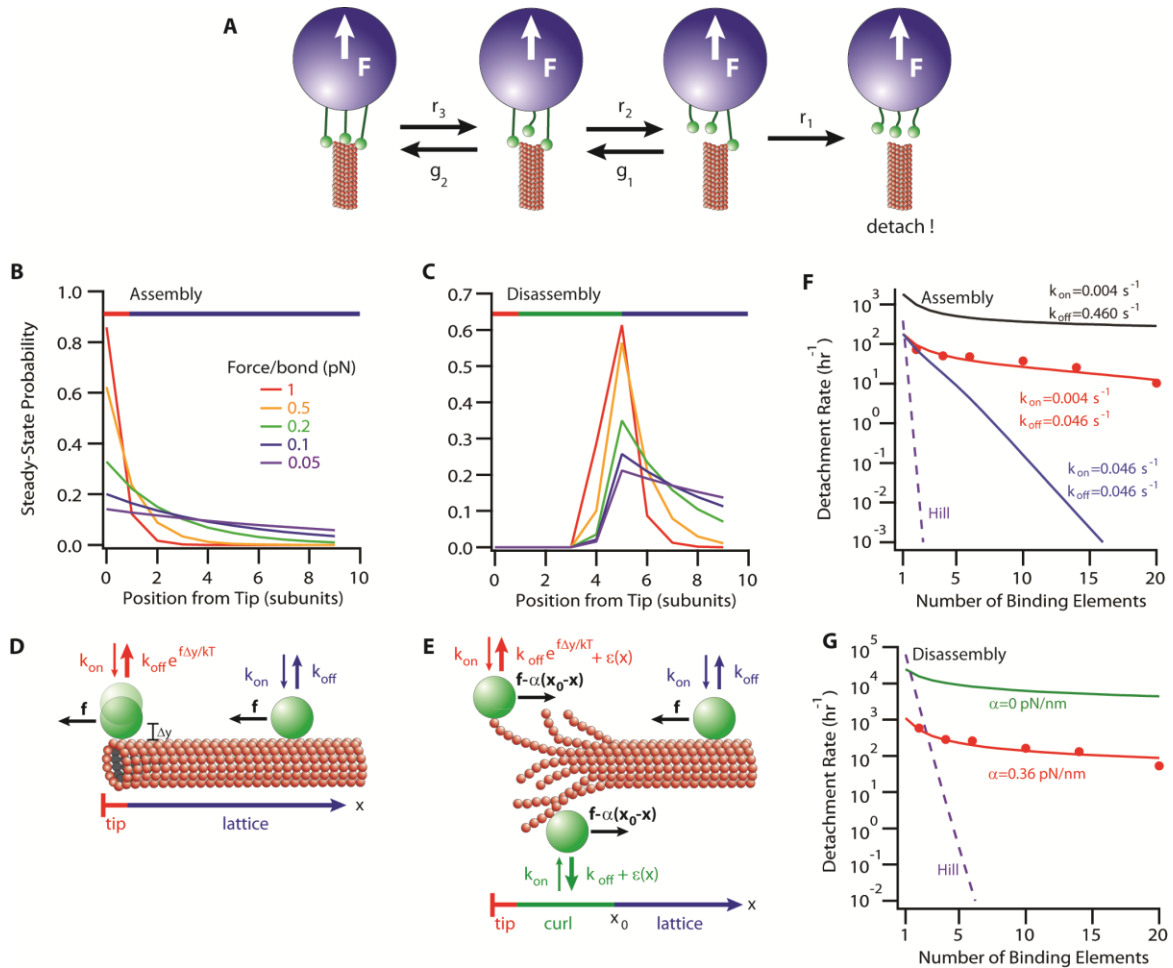 A
F
F
F
F
r3
r2
r1
g2
g1
detach !
B
Assembly
1.0
0.8
0.6
0.4
0.2
0.0
Steady-State Probability
Force/bond (pN)
1
0.5
0.2
0.1
0.05
0 2 4 6 8 10
Position from Tip (subunits)
C
Disassembly
0.7
0.6
0.5
0.4
0.3
0.2
0.1
0.0
0 2 4 6 8 10
Position from Tip (subunits)
D
kon
koff e^fΔy/kT
kon
koff
f
f
Δy
x
tip
lattice
E
kon
koff e^fΔy/kT + ε(x)
f-α(x0-x)
kon
koff
f
f-α(x0-x)
kon
koff + ε(x)
x0
x
tip
curl
lattice
F
Assembly
kon=0.004 s-1
koff=0.460 s-1
kon=0.004 s-1
koff=0.046 s-1
kon=0.046 s-1
koff=0.046 s-1
Hill
10^3
10^2
10^1
10^0
10^-1
10^-2
10^-3
Detachment Rate (hr-1)
1 5 10 15 20
Number of Binding Elements
G
Disassembly
α=0 pN/nm
α=0.36 pN/nm
Hill
10^5
10^4
10^3
10^2
10^1
10^0
10^-1
10^-2
Detachment Rate (hr-1)
1 5 10 15 20
Number of Binding Elements